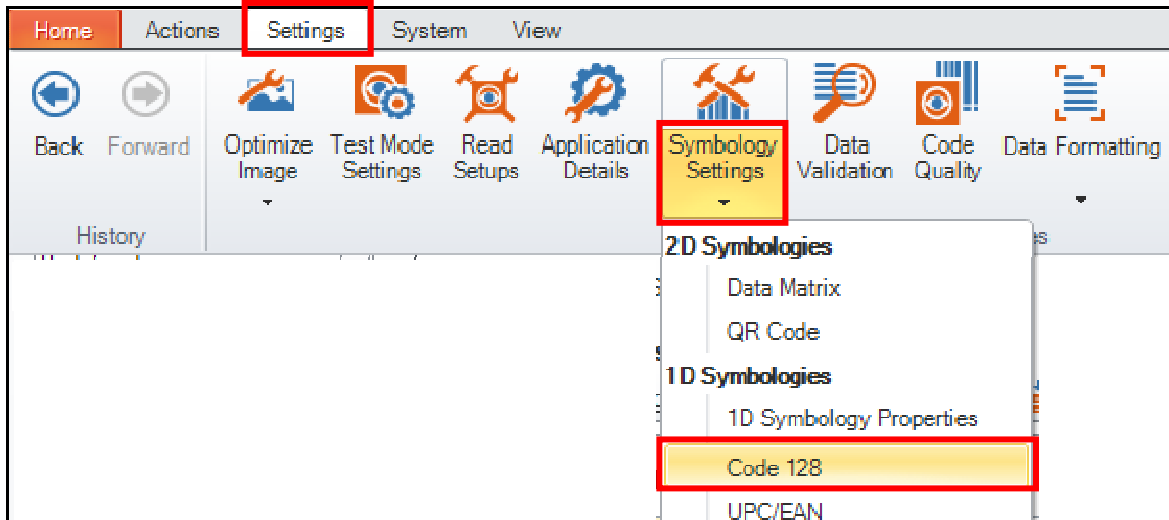 Home Actions Settings System View
Back Forward Optimize Image Test Mode Settings Read Setups Application Details Symbology Settings Data Validation Code Quality Data Formatting
History
2D Symbologies
Data Matrix
QR Code
1D Symbologies
1D Symbology Properties
Code 128
UPC/EAN